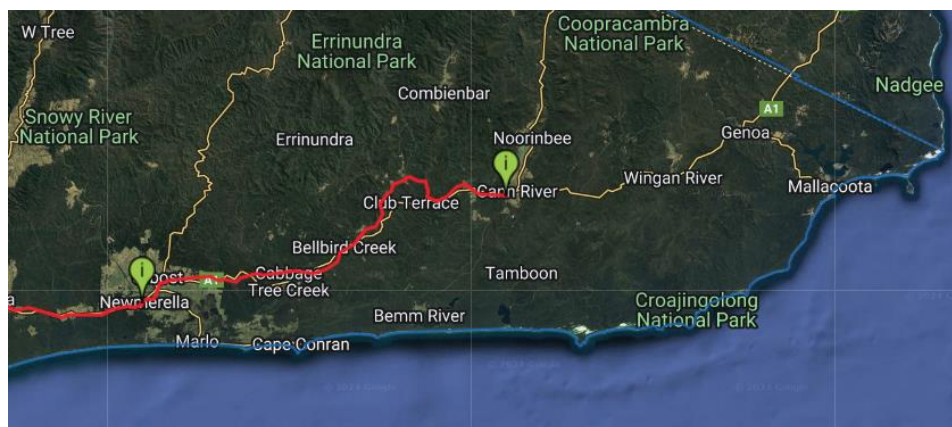 W Tree
Coopracambra
National Park
Errinundra
National Park
Nadgee
Combienbar
Snowy River
National Park
A1
Noorinbee
Genoa
Errinundra
Wingan River
Mallacoota
Cann River
Club Terrace
Bellbird Creek
Cabbage
Tree Creek
Tamboon
A1
Newmerella
Croajingolong
National Park
Bemm River
Marlo
Cape Conran